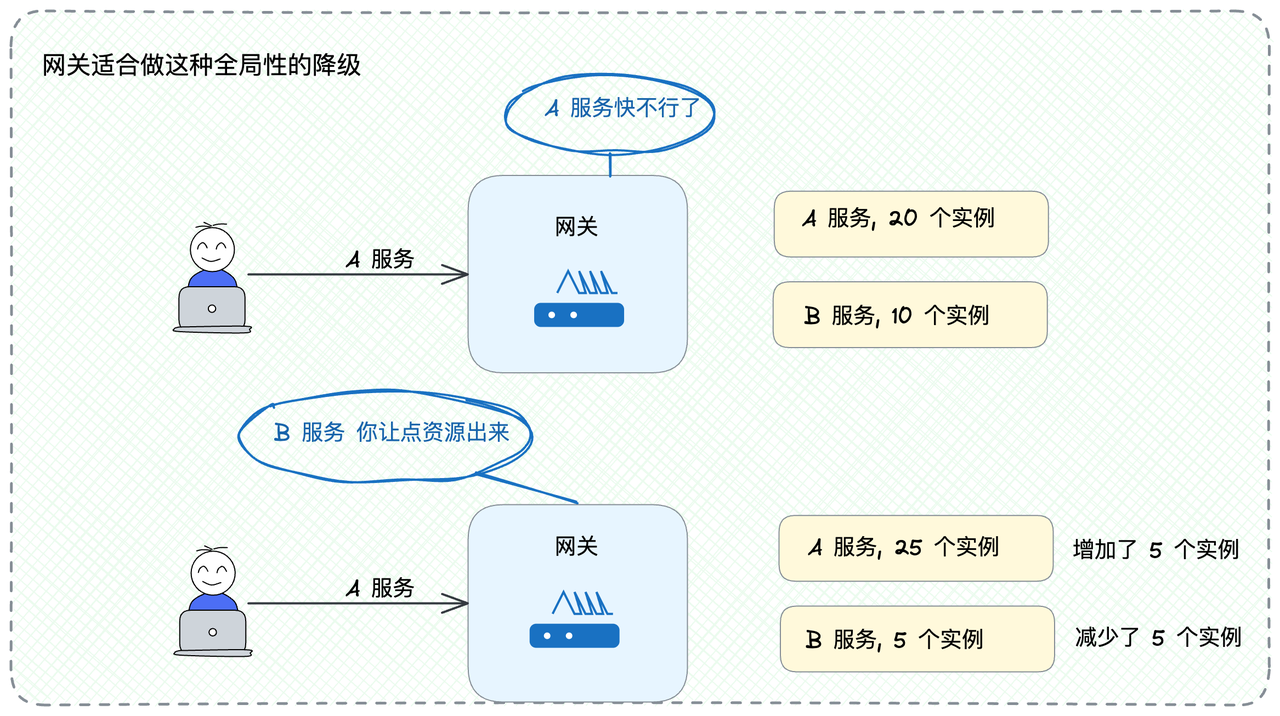 网关适合做这种全局性的降级
A 服务快不行了
网关
A 服务
A 服务, 20 个实例
B 服务, 10 个实例
B 服务 你让点资源出来
网关
A 服务
A 服务, 25 个实例
增加了 5 个实例
B 服务, 5 个实例
减少了 5 个实例